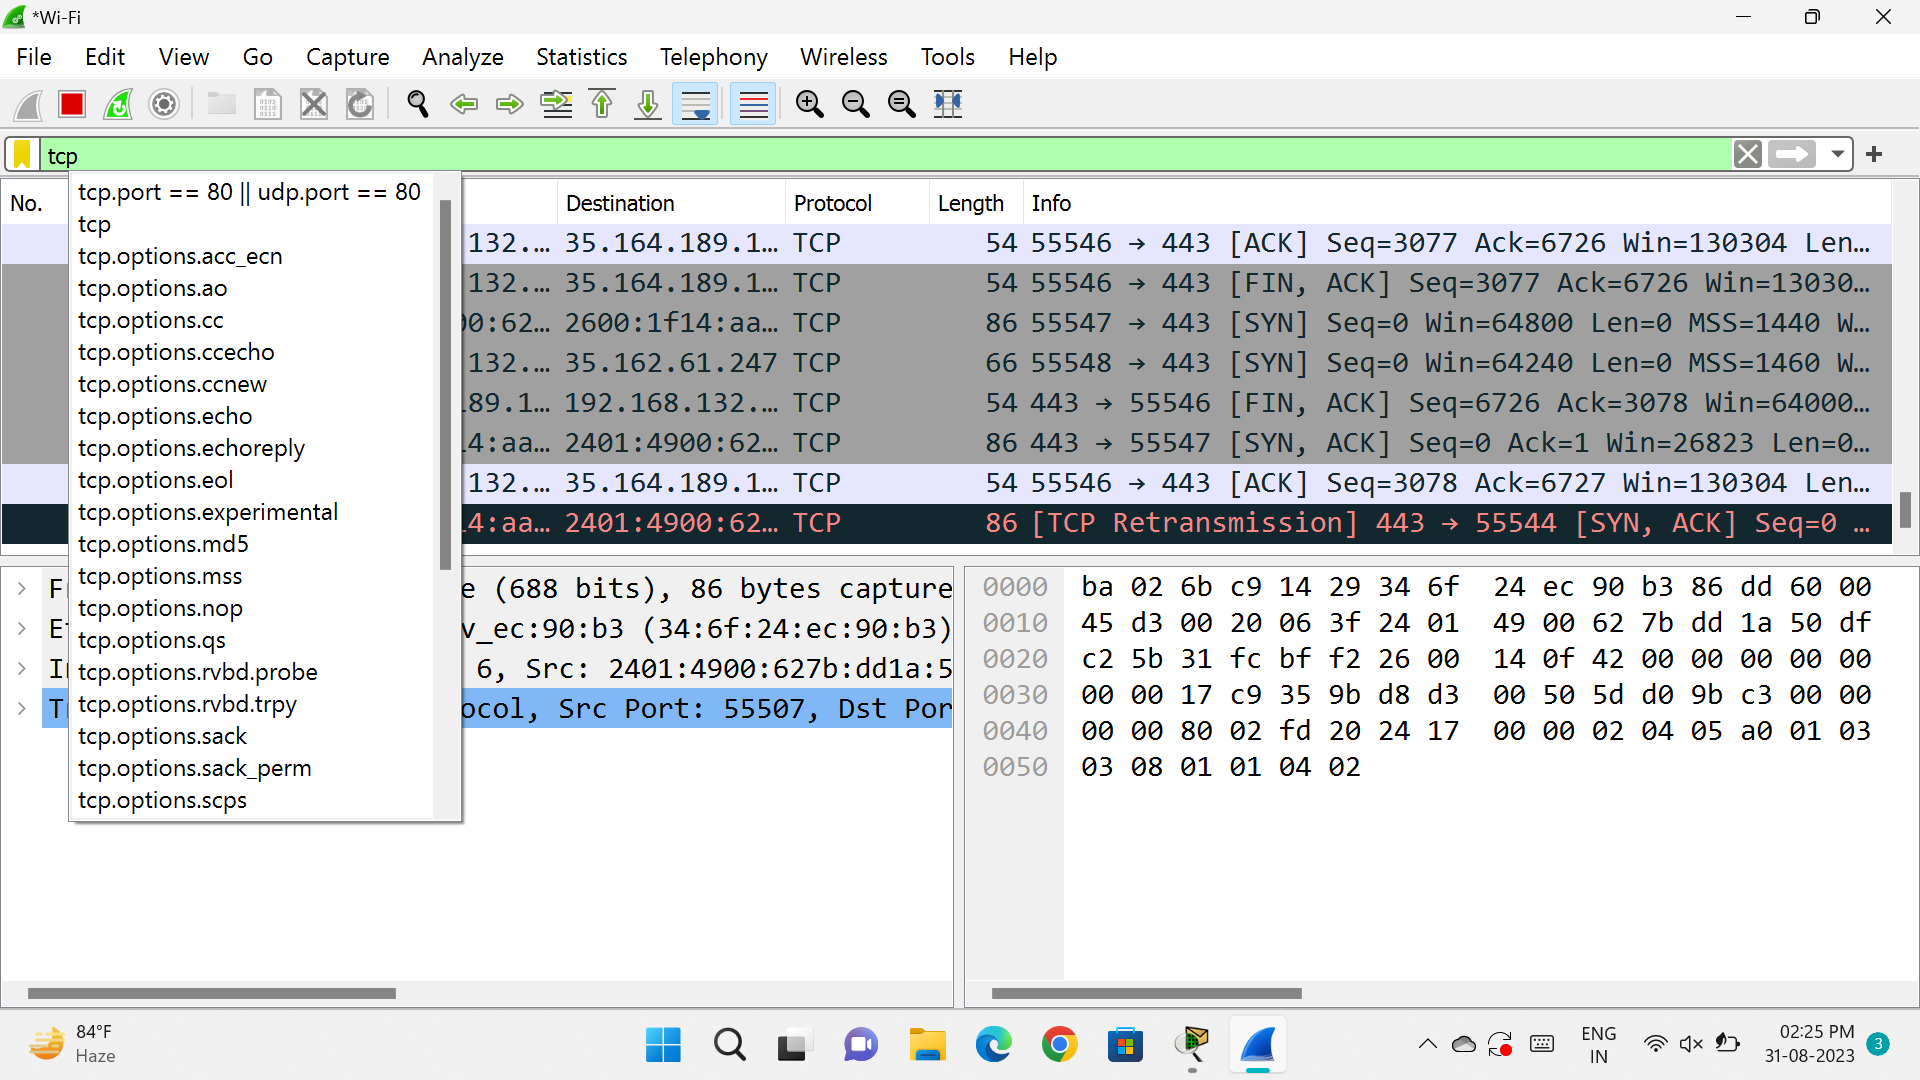 *Wi-Fi
File Edit View Go Capture Analyze Statistics Telephony Wireless Tools Help
tcp
No. Destination Protocol Length Info
tcp.port == 80 || udp.port == 80
tcp
tcp.options.acc_ecn
tcp.options.ao
tcp.options.cc
tcp.options.ccecho
tcp.options.ccnew
tcp.options.echo
tcp.options.echoreply
tcp.options.eol
tcp.options.experimental
tcp.options.md5
tcp.options.mss
tcp.options.nop
tcp.options.qs
tcp.options.rvbd.probe
tcp.options.rvbd.trpy
tcp.options.sack
tcp.options.sack_perm
tcp.options.scps
132.… 35.164.189.1… TCP 54 55546 → 443 [ACK] Seq=3077 Ack=6726 Win=130304 Len…
132.… 35.164.189.1… TCP 54 55546 → 443 [FIN, ACK] Seq=3077 Ack=6726 Win=13030…
0:62… 2600:1f14:aa… TCP 86 55547 → 443 [SYN] Seq=0 Win=64800 Len=0 MSS=1440 W…
132.… 35.162.61.247 TCP 66 55548 → 443 [SYN] Seq=0 Win=64240 Len=0 MSS=1460 W…
89.1… 192.168.132.… TCP 54 443 → 55546 [FIN, ACK] Seq=6726 Ack=3078 Win=64000…
4:aa… 2401:4900:62… TCP 86 443 → 55547 [SYN, ACK] Seq=0 Ack=1 Win=26823 Len=0…
132.… 35.164.189.1… TCP 54 55546 → 443 [ACK] Seq=3078 Ack=6727 Win=130304 Len…
4:aa… 2401:4900:62… TCP 86 [TCP Retransmission] 443 → 55544 [SYN, ACK] Seq=0 …
F e (688 bits), 86 bytes capture
E v_ec:90:b3 (34:6f:24:ec:90:b3)
I 6, Src: 2401:4900:627b:dd1a:5
T ocol, Src Port: 55507, Dst Por
0000 ba 02 6b c9 14 29 34 6f 24 ec 90 b3 86 dd 60 00
0010 45 d3 00 20 06 3f 24 01 49 00 62 7b dd 1a 50 df
0020 c2 5b 31 fc bf f2 26 00 14 0f 42 00 00 00 00 00
0030 00 00 17 c9 35 9b d8 d3 00 50 5d d0 9b c3 00 00
0040 00 00 80 02 fd 20 24 17 00 00 02 04 05 a0 01 03
0050 03 08 01 01 04 02
84°F
Haze
ENG
IN
02:25 PM
31-08-2023
3